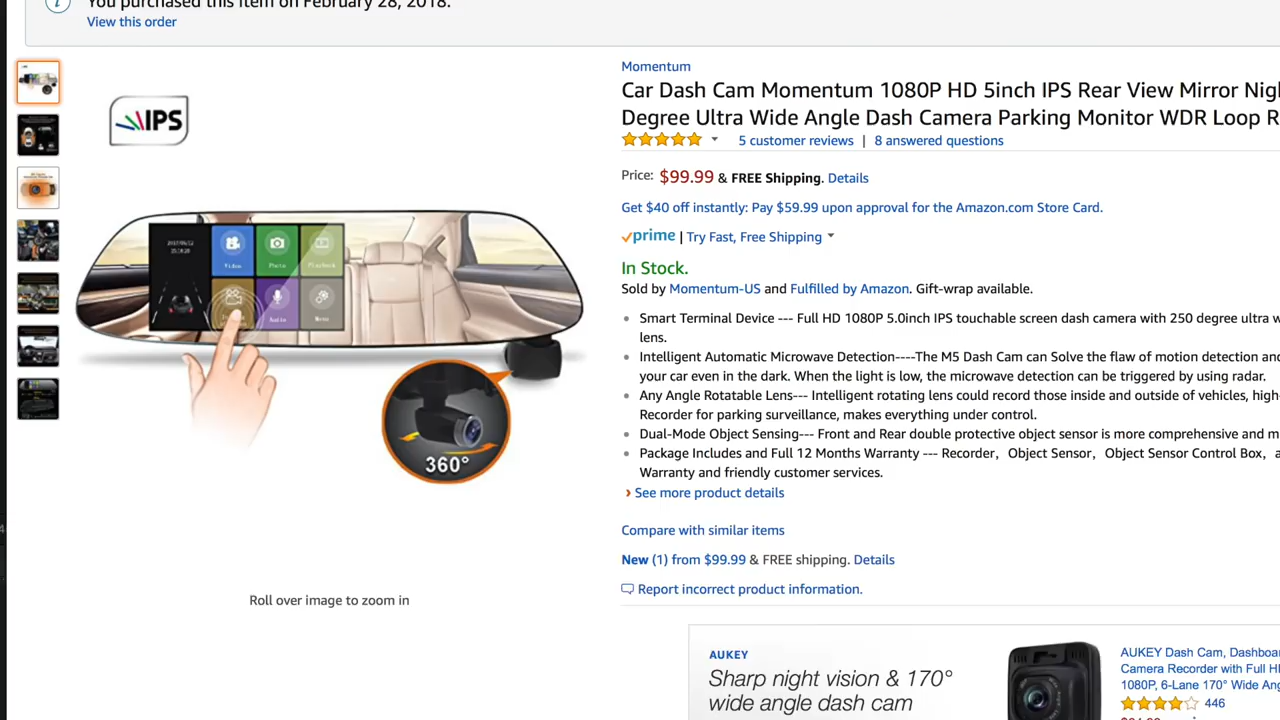 You purchased this item on February 28, 2018.
View this order
IPS
Momentum
Car Dash Cam Momentum 1080P HD 5inch IPS Rear View Mirror
Degree Ultra Wide Angle Dash Camera Parking Monitor WDR Loop
5 customer reviews | 8 answered questions
Price: $99.99 & FREE Shipping. Details
Get $40 off instantly: Pay $59.99 upon approval for the Amazon.com Store Card.
prime | Try Fast, Free Shipping
In Stock.
Sold by Momentum-US and Fulfilled by Amazon. Gift-wrap available.
Smart Terminal Device --- Full HD 1080P 5.0inch IPS touchable screen dash camera with 250 degree ultra
lens.
Intelligent Automatic Microwave Detection----The M5 Dash Cam can Solve the flaw of motion detection and
your car even in the dark. When the light is low, the microwave detection can be triggered by using radar.
Any Angle Rotatable Lens--- Intelligent rotating lens could record those inside and outside of vehicles, high-
Recorder for parking surveillance, makes everything under control.
Dual-Mode Object Sensing--- Front and Rear double protective object sensor is more comprehensive and
Package Includes and Full 12 Months Warranty --- Recorder, Object Sensor, Object Sensor Control Box,
Warranty and friendly customer services.
See more product details
Compare with similar items
New (1) from $99.99 & FREE shipping. Details
Report incorrect product information.
Video
Photo
Playback
Audio
360°
Roll over image to zoom in
AUKEY
Sharp night vision & 170°
wide angle dash cam
AUKEY Dash Cam,
Camera Recorder with Full
1080P, 6-Lane 170° Wide
446